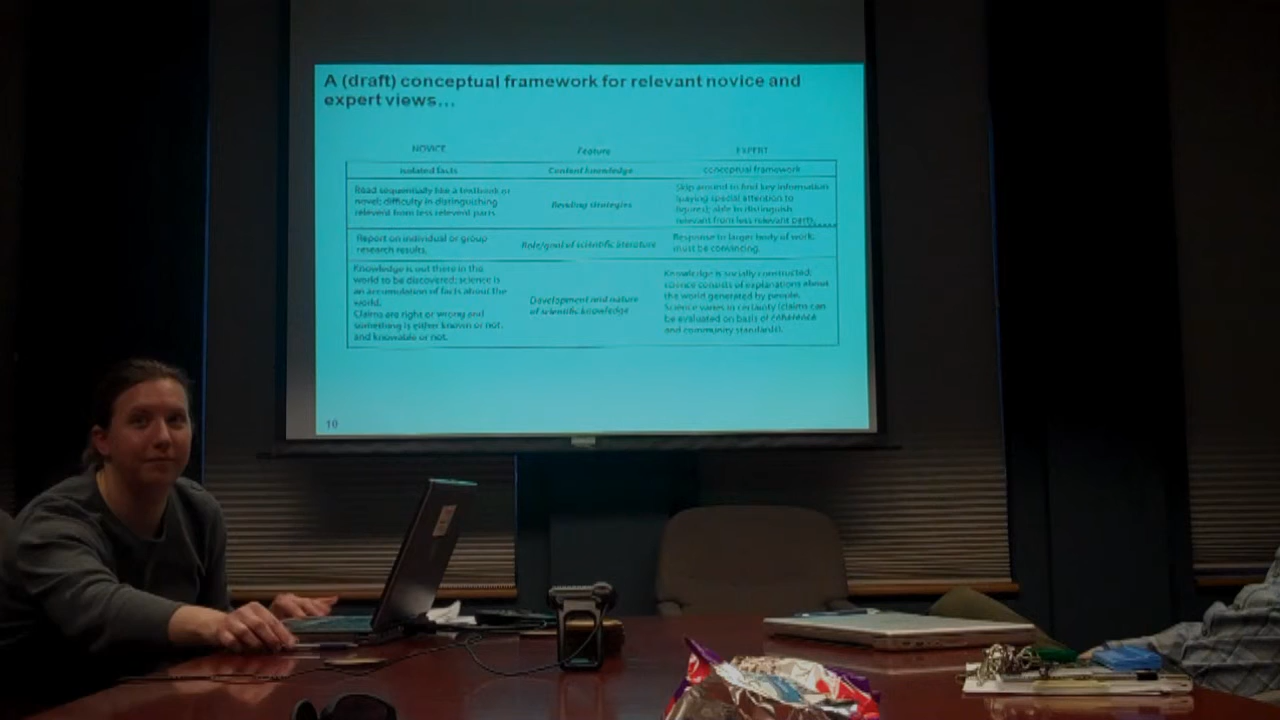 A (draft) conceptual framework for relevant novice and
expert views...
NOVICE
Feature
EXPERT
Isolated facts
Content knowledge
conceptual framework
Read sequentially like a textbook or
novel; difficulty in distinguishing
relevent from less relevent parts
Reading strategies
Skip around to find key information
(paying special attention to
figures); able to distinguish
relevant from less relevant parts.
Report on individual or group
research results.
Role/goal of scientific literature
Response to larger body of work;
must be convincing.
Knowledge is out there in the
world to be discovered; science is
an accumulation of facts about the
world.
Claims are right or wrong and
something is either known or not,
and knowable or not.
Development and nature
of scientific knowledge
Knowledge is socially constructed;
science consists of explanations about
the world generated by people.
Science varies in certainty (claims can
be evaluated on basis of coherence
and community standards).
10